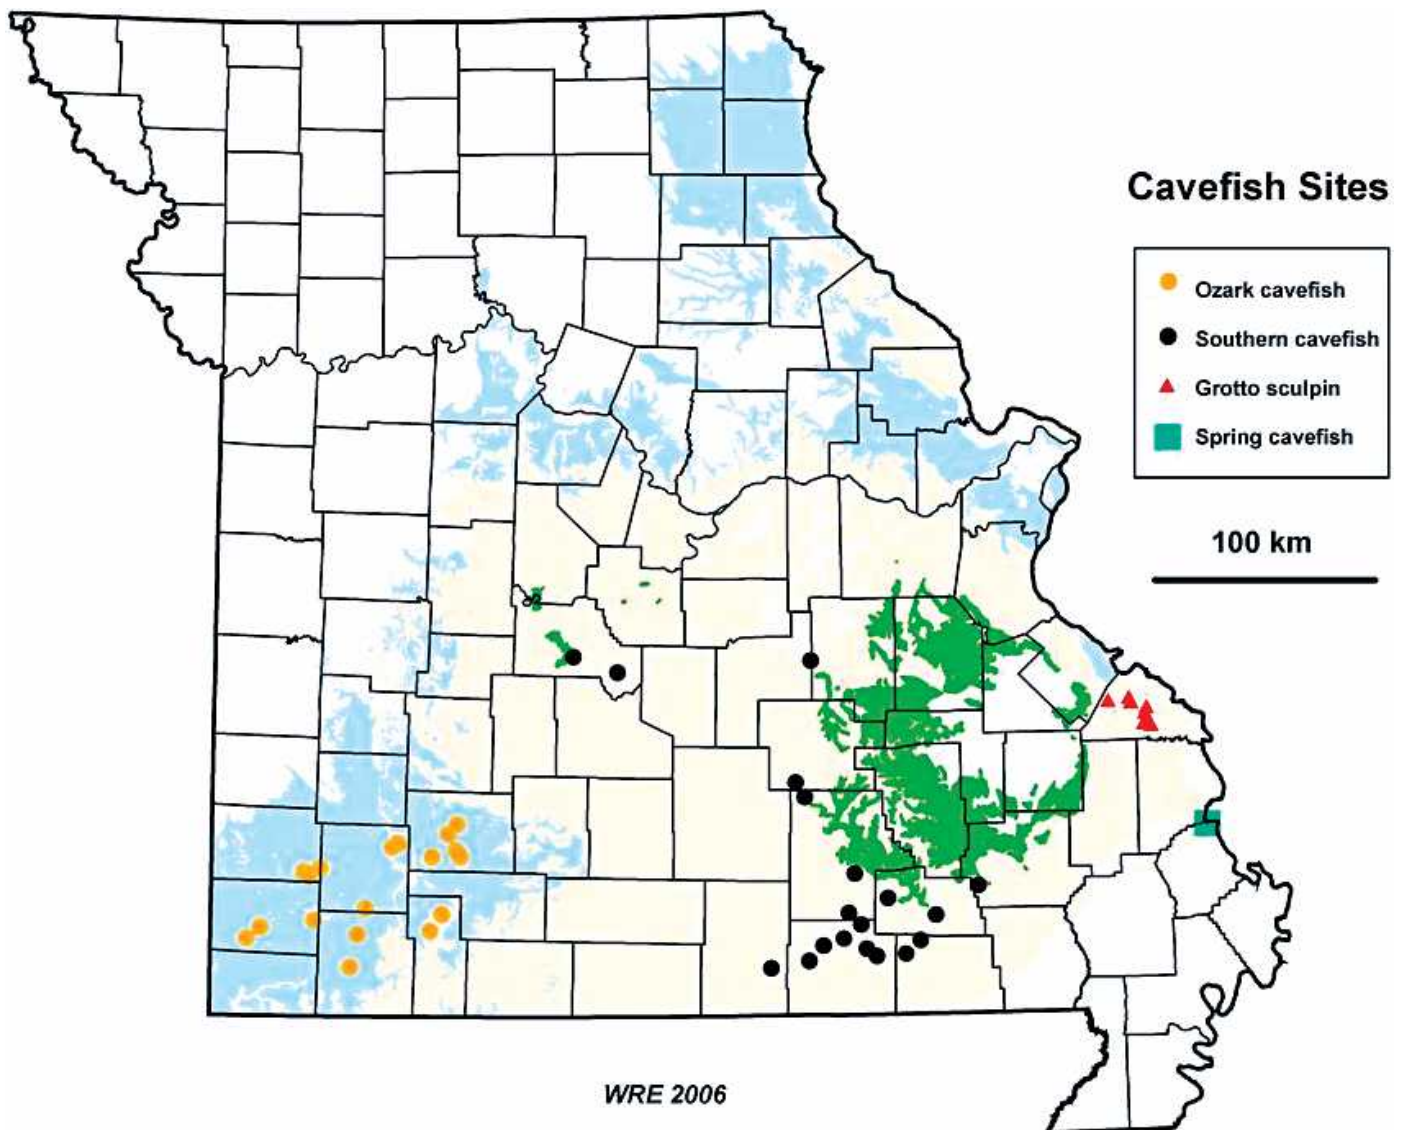 Cavefish Sites
Ozark cavefish
Southern cavefish
Grotto sculpin
Spring cavefish
100 km
WRE 2006